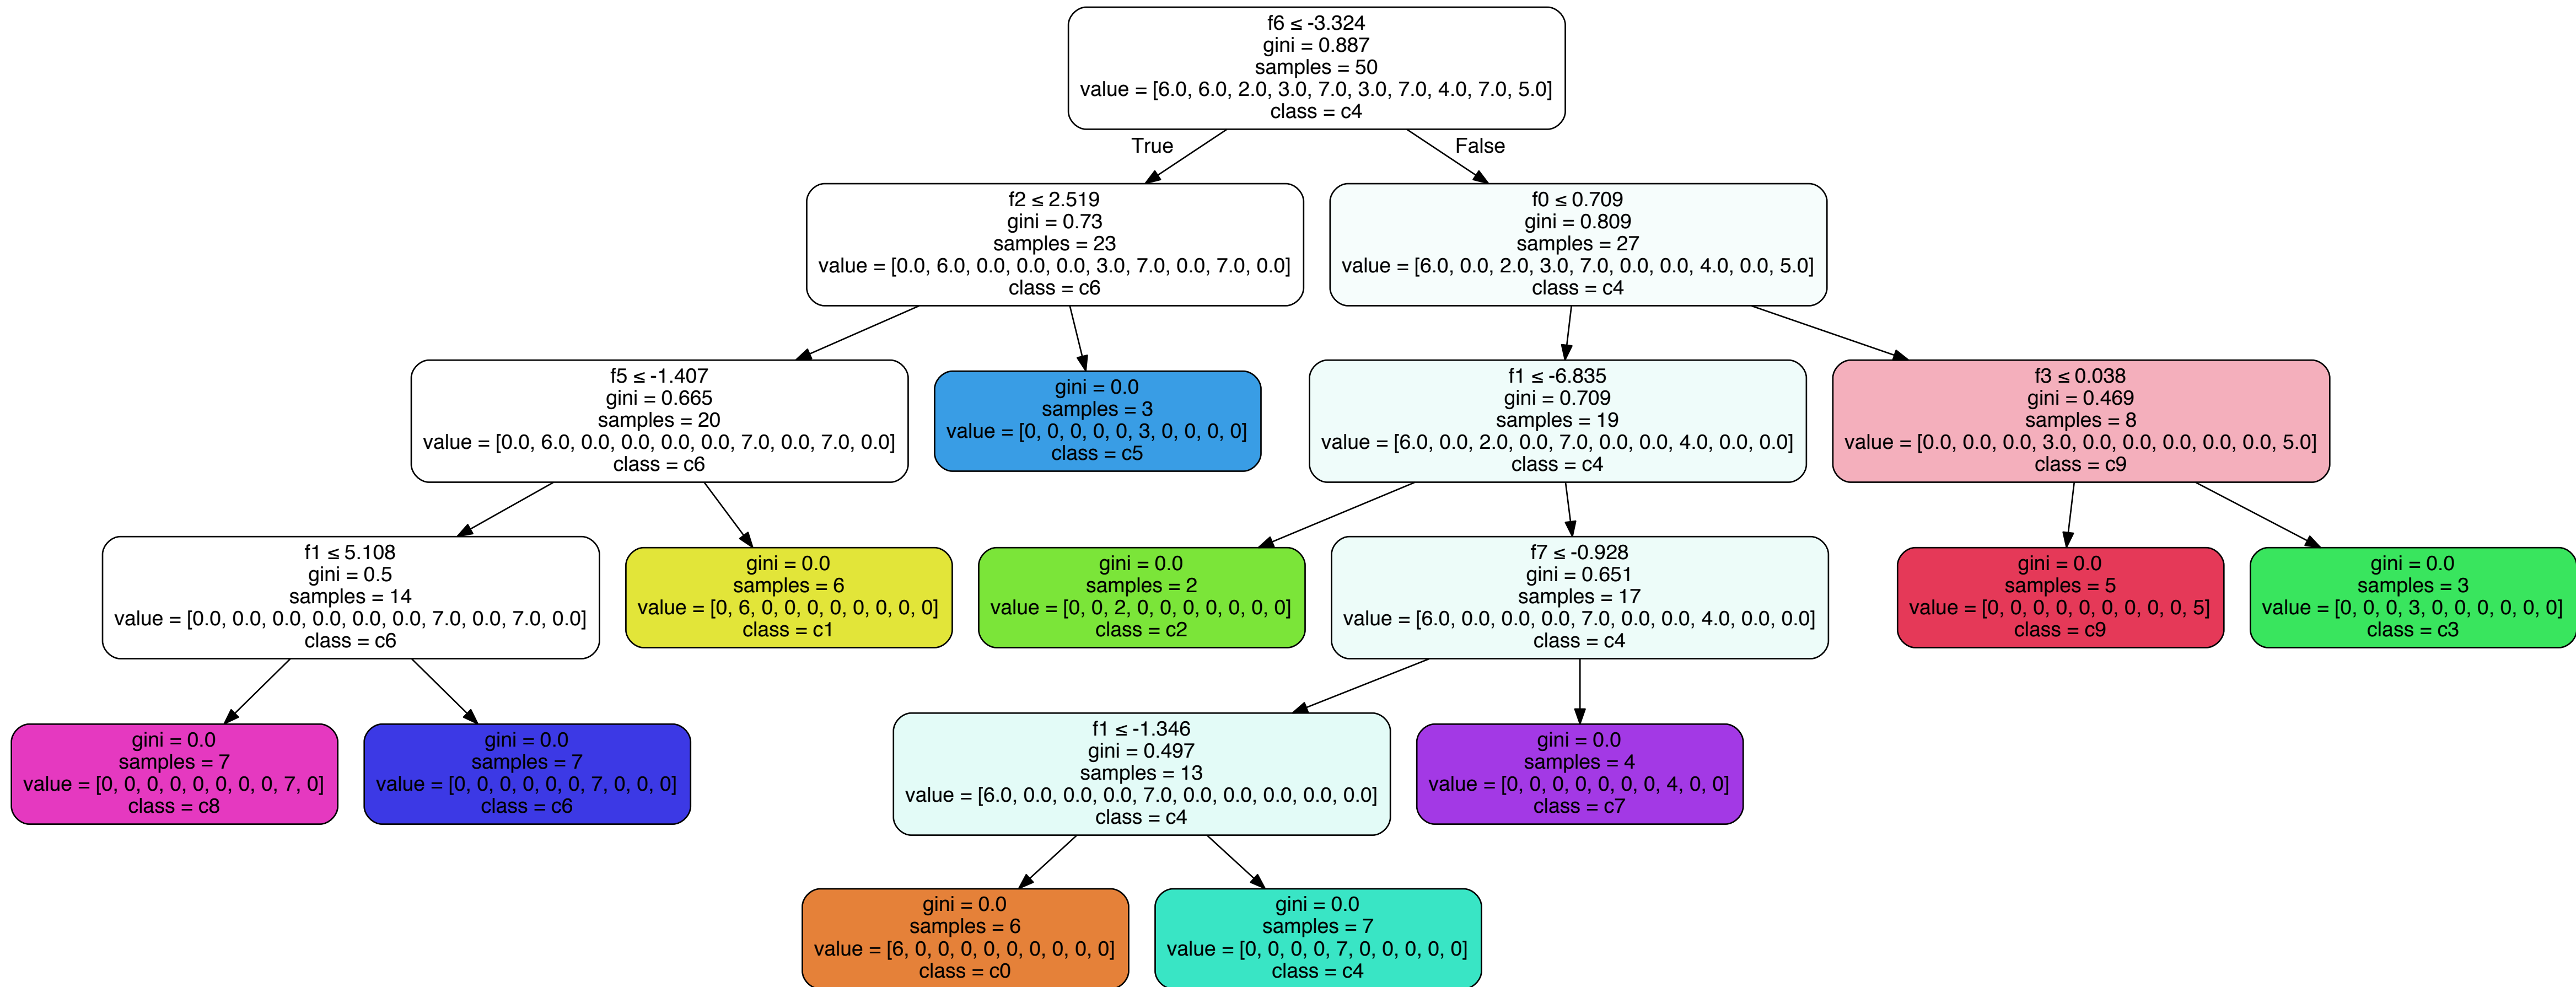 f6 ≤ -3.324
gini = 0.887
samples = 50
value = [6.0, 6.0, 2.0, 3.0, 7.0, 3.0, 7.0, 4.0, 7.0, 5.0]
class = c4
True
False
f2 ≤ 2.519
gini = 0.73
samples = 23
value = [0.0, 6.0, 0.0, 0.0, 0.0, 3.0, 7.0, 0.0, 7.0, 0.0]
class = c6
f0 ≤ 0.709
gini = 0.809
samples = 27
value = [6.0, 0.0, 2.0, 3.0, 7.0, 0.0, 0.0, 4.0, 0.0, 5.0]
class = c4
f5 ≤ -1.407
gini = 0.665
samples = 20
value = [0.0, 6.0, 0.0, 0.0, 0.0, 0.0, 7.0, 0.0, 7.0, 0.0]
class = c6
gini = 0.0
samples = 3
value = [0, 0, 0, 0, 0, 3, 0, 0, 0, 0]
class = c5
f1 ≤ -6.835
gini = 0.709
samples = 19
value = [6.0, 0.0, 2.0, 0.0, 7.0, 0.0, 0.0, 4.0, 0.0, 0.0]
class = c4
f3 ≤ 0.038
gini = 0.469
samples = 8
value = [0.0, 0.0, 0.0, 3.0, 0.0, 0.0, 0.0, 0.0, 0.0, 5.0]
class = c9
f1 ≤ 5.108
gini = 0.5
samples = 14
value = [0.0, 0.0, 0.0, 0.0, 0.0, 0.0, 7.0, 0.0, 7.0, 0.0]
class = c6
gini = 0.0
samples = 6
value = [0, 6, 0, 0, 0, 0, 0, 0, 0, 0]
class = c1
gini = 0.0
samples = 2
value = [0, 0, 2, 0, 0, 0, 0, 0, 0, 0]
class = c2
f7 ≤ -0.928
gini = 0.651
samples = 17
value = [6.0, 0.0, 0.0, 0.0, 7.0, 0.0, 0.0, 4.0, 0.0, 0.0]
class = c4
gini = 0.0
samples = 5
value = [0, 0, 0, 0, 0, 0, 0, 0, 0, 5]
class = c9
gini = 0.0
samples = 3
value = [0, 0, 0, 3, 0, 0, 0, 0, 0, 0]
class = c3
gini = 0.0
samples = 7
value = [0, 0, 0, 0, 0, 0, 0, 0, 7, 0]
class = c8
gini = 0.0
samples = 7
value = [0, 0, 0, 0, 0, 0, 7, 0, 0, 0]
class = c6
f1 ≤ -1.346
gini = 0.497
samples = 13
value = [6.0, 0.0, 0.0, 0.0, 7.0, 0.0, 0.0, 0.0, 0.0, 0.0]
class = c4
gini = 0.0
samples = 4
value = [0, 0, 0, 0, 0, 0, 0, 4, 0, 0]
class = c7
gini = 0.0
samples = 6
value = [6, 0, 0, 0, 0, 0, 0, 0, 0, 0]
class = c0
gini = 0.0
samples = 7
value = [0, 0, 0, 0, 7, 0, 0, 0, 0, 0]
class = c4